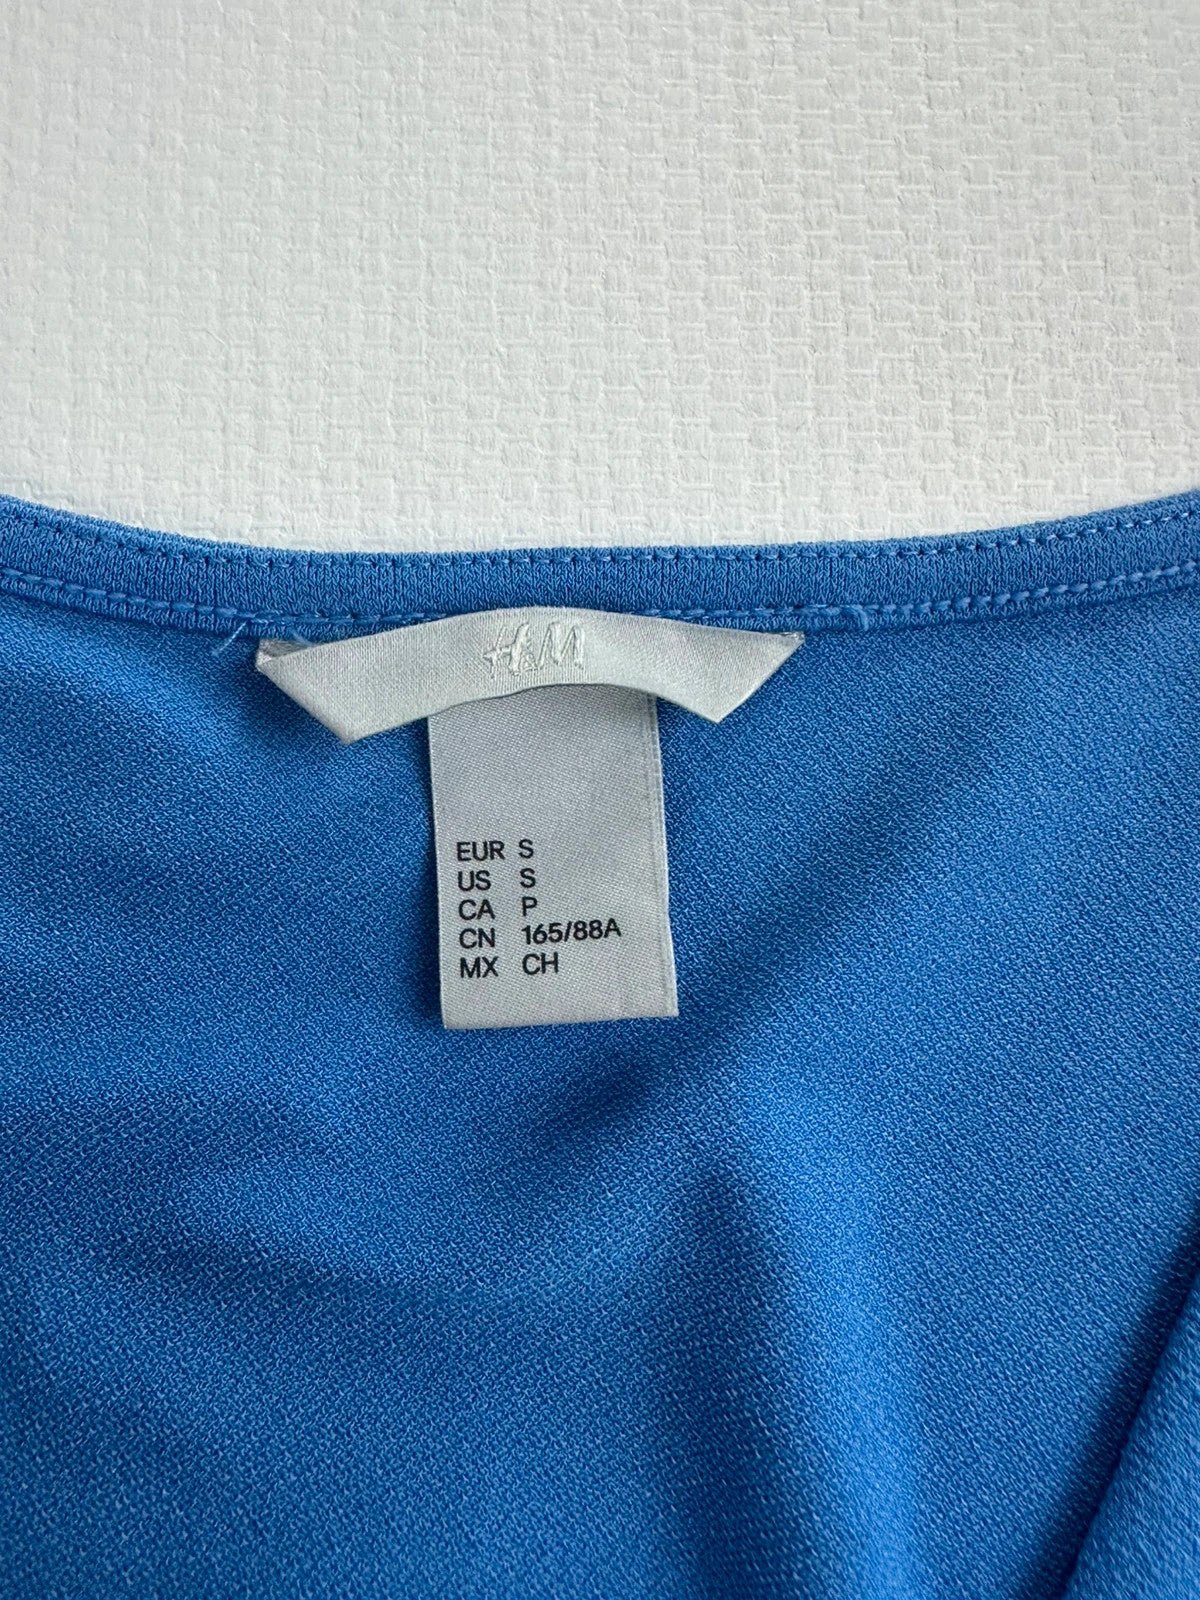 H&M
EUR S
US S
CA P
CN 165/88A
MX CH